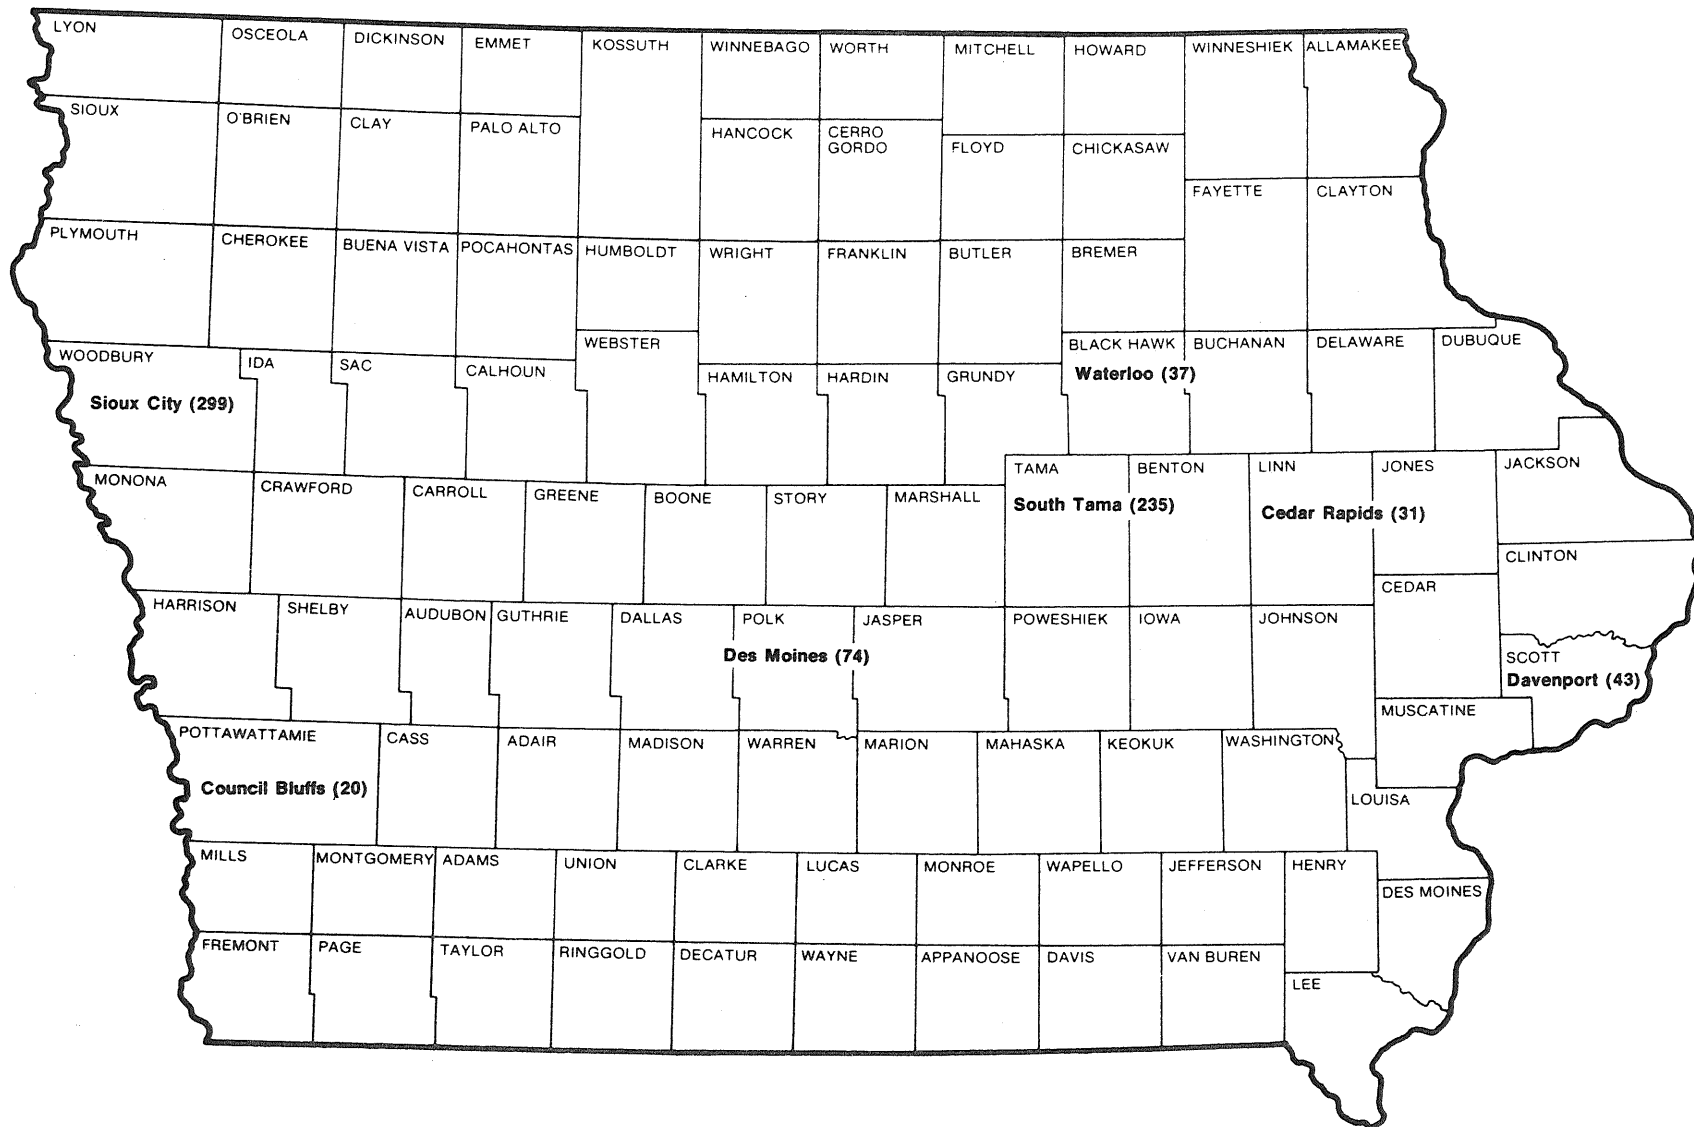 LYON
OSCEOLA
DICKINSON
EMMET
KOSSUTH
WINNEBAGO
WORTH
MITCHELL
HOWARD
WINNESHIEK
ALLAMAKEE
SIOUX
O'BRIEN
CLAY
PALO ALTO
HANCOCK
CERRO
GORDO
FLOYD
CHICKASAW
FAYETTE
CLAYTON
PLYMOUTH
CHEROKEE
BUENA VISTA
POCAHONTAS
HUMBOLDT
WRIGHT
FRANKLIN
BUTLER
BREMER
WOODBURY
Sioux City (299)
IDA
SAC
CALHOUN
WEBSTER
HAMILTON
HARDIN
GRUNDY
BLACK HAWK
Waterloo (37)
BUCHANAN
DELAWARE
DUBUQUE
MONONA
CRAWFORD
CARROLL
GREENE
BOONE
STORY
MARSHALL
TAMA
South Tama (235)
BENTON
LINN
Cedar Rapids (31)
JONES
JACKSON
CLINTON
CEDAR
HARRISON
SHELBY
AUDUBON
GUTHRIE
DALLAS
POLK
Des Moines (74)
JASPER
POWESHIEK
IOWA
JOHNSON
SCOTT
Davenport (43)
MUSCATINE
POTTAWATTAMIE
Council Bluffs (20)
CASS
ADAIR
MADISON
WARREN
MARION
MAHASKA
KEOKUK
WASHINGTON
LOUISA
MILLS
MONTGOMERY
ADAMS
UNION
CLARKE
LUCAS
MONROE
WAPELLO
JEFFERSON
HENRY
DES MOINES
FREMONT
PAGE
TAYLOR
RINGGOLD
DECATUR
WAYNE
APPANOOSE
DAVIS
VAN BUREN
LEE